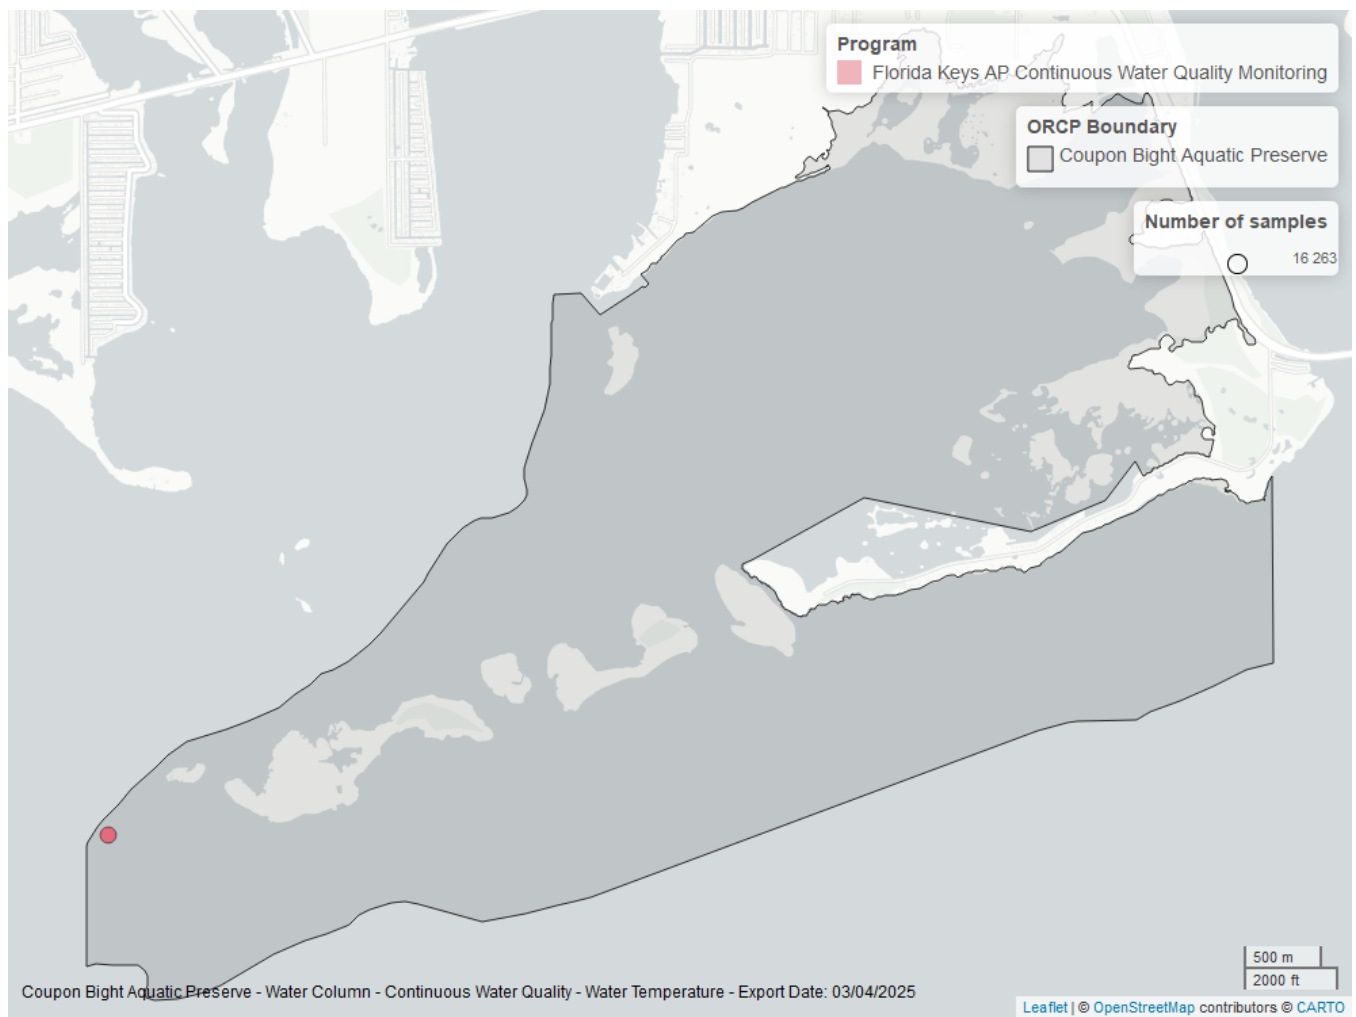 Program
Florida Keys AP Continuous Water Quality Monitoring
ORCP Boundary
Coupon Bight Aquatic Preserve
Number of samples
16 263
500 m
2000 ft
Coupon Bight Aquatic Preserve - Water Column - Continuous Water Quality - Water Temperature - Export Date: 03/04/2025
Leaflet | © OpenStreetMap contributors © CARTO